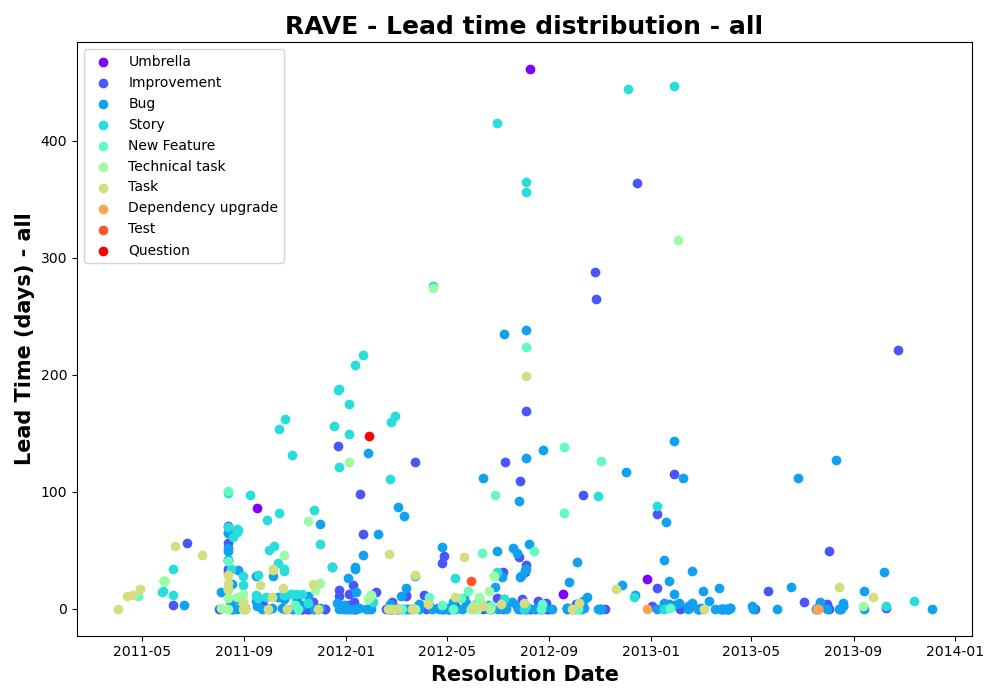 RAVE - Lead time distribution - all
Umbrella
Improvement
Bug
Story
New Feature
Technical task
Task
Dependency upgrade
Test
Question
Lead Time (days) - all
400
300
200
100
0
2011-05 2011-09 2012-01 2012-05 2012-09 2013-01 2013-05 2013-09 2014-01
Resolution Date